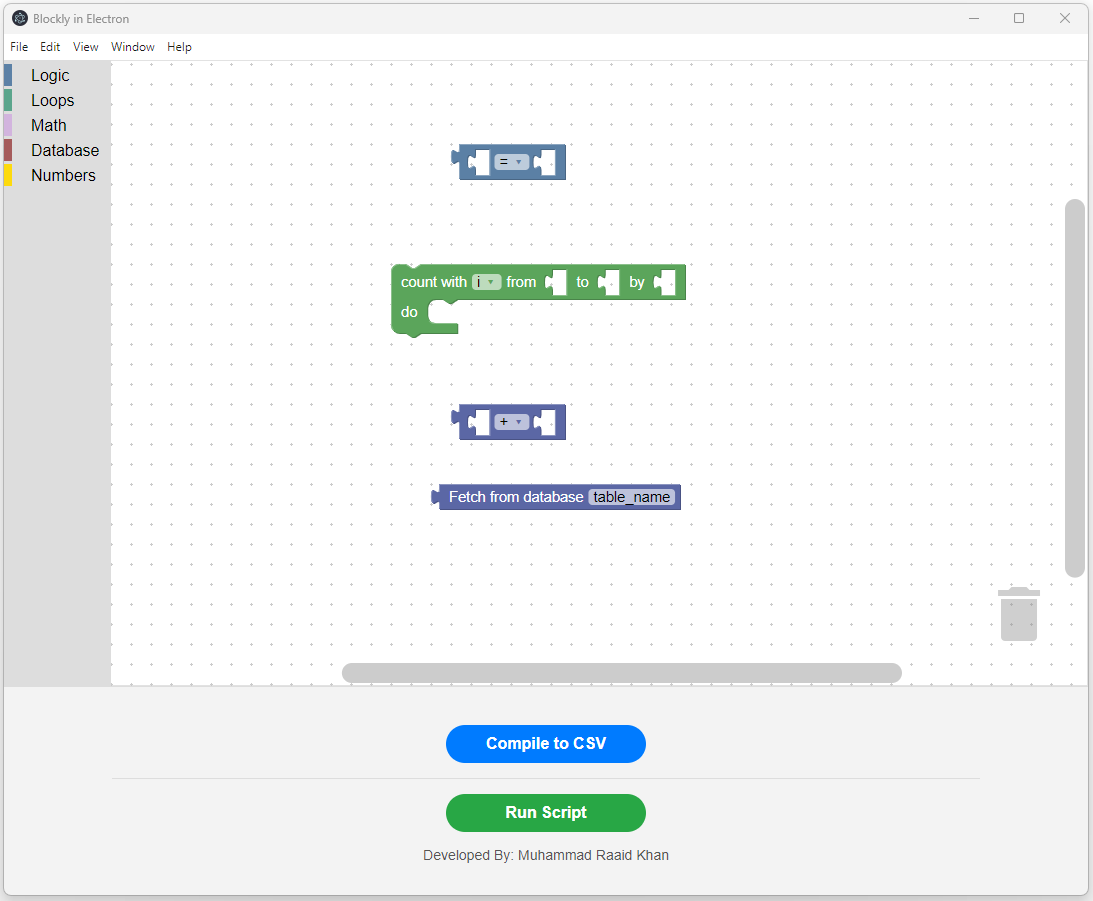 Blockly in Electron
File Edit View Window Help
Logic
Loops
Math
Database
Numbers
=
count with i from to by
do
+
Fetch from database table_name
Compile to CSV
Run Script
Developed By: Muhammad Raaid Khan